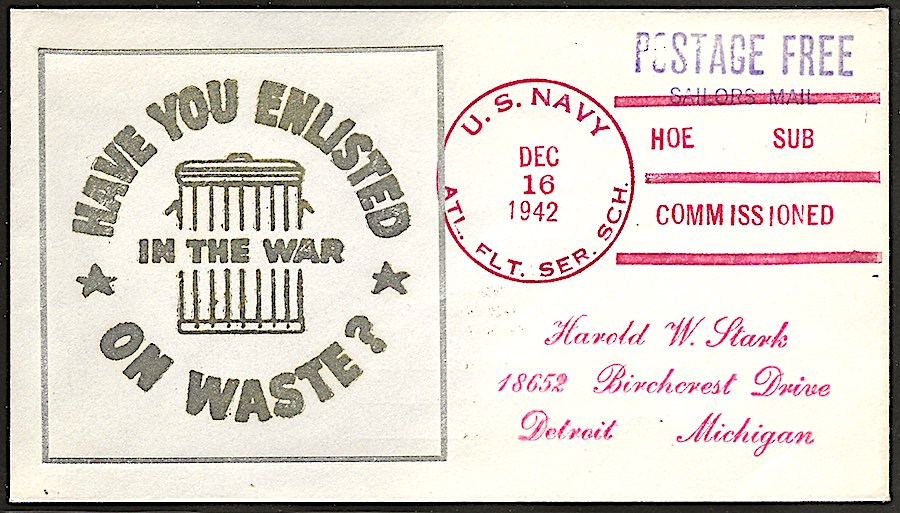 HAVE YOU ENLISTED
IN THE WAR
ON WASTE?
POSTAGE FREE
SAILORS MAIL
U. S. NAVY
DEC
16
1942
ATL. FLT. SER. SCH.
HOE SUB
COMMISSIONED
Harold W. Stark
18652 Birchcrest Drive
Detroit Michigan